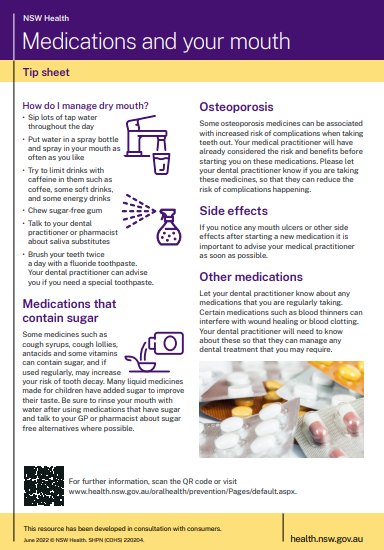 NSW Health
Medications and your mouth
Tip sheet
How do I manage dry mouth?
• Sip lots of tap water
throughout the day
• Put water in a spray bottle
and spray in your mouth as
often as you like
• Try to limit drinks with
caffeine in them such as
coffee, some soft drinks,
and some energy drinks
• Chew sugar-free gum
• Talk to your dental
practitioner or pharmacist
about saliva substitutes
• Brush your teeth twice
a day with a fluoride toothpaste.
Your dental practitioner can advise
you if you need a special toothpaste.
Medications that
contain sugar
Some medicines such as
cough syrups, cough lollies,
antacids and some vitamins
can contain sugar, and if
used regularly, may increase
your risk of tooth decay. Many liquid medicines
made for children have added sugar to improve
their taste. Be sure to rinse your mouth with
water after using medications that have sugar
and talk to your GP or pharmacist about sugar
free alternatives where possible.
Osteoporosis
Some osteoporosis medicines can be associated
with increased risk of complications when taking
teeth out. Your medical practitioner will have
already considered the risk and benefits before
starting you on these medications. Please let
your dental practitioner know if you are taking
these medicines, so that they can reduce the
risk of complications happening.
Side effects
If you notice any mouth ulcers or other side
effects after starting a new medication it is
important to advise your medical practitioner
as soon as possible.
Other medications
Let your dental practitioner know about any
medications that you are regularly taking.
Certain medications such as blood thinners can
interfere with wound healing or blood clotting.
Your dental practitioner will need to know
about these so that they can manage any
dental treatment that you may require.
For further information, scan the QR code or visit
www.health.nsw.gov.au/oralhealth/prevention/Pages/default.aspx.
This resource has been developed in consultation with consumers.
June 2022 © NSW Health. SHPN (COHS) 220204.
health.nsw.gov.au